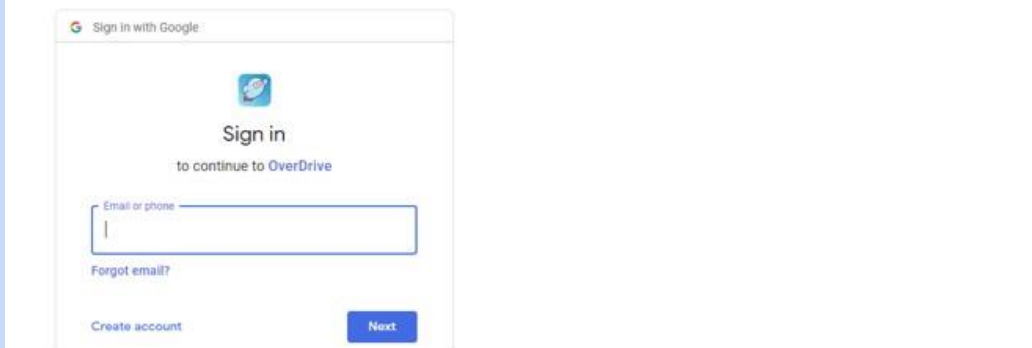 Sign in with Google
Sign in
to continue to OverDrive
Email or phone
Forgot email?
Create account
Next